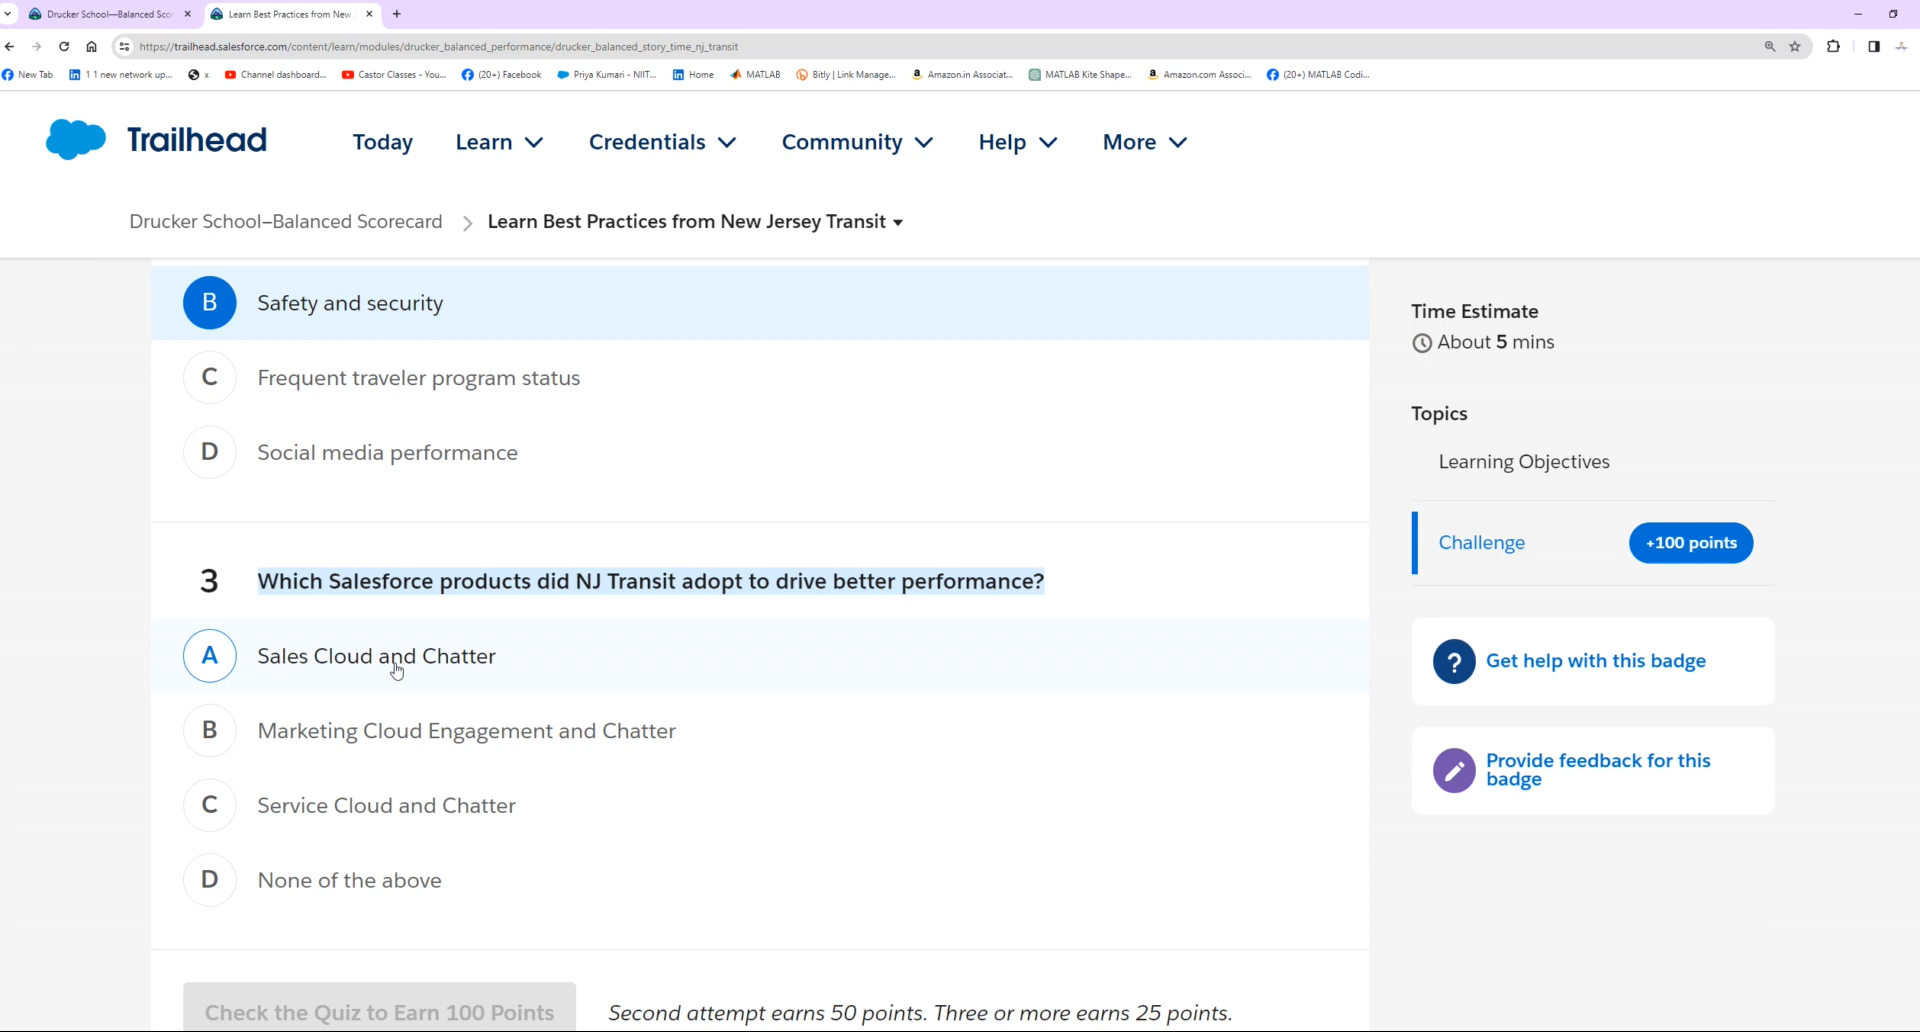 Drucker School—Balanced Scor
Learn Best Practices from New
https://trailhead.salesforce.com/content/learn/modules/drucker_balanced_performance/drucker_balanced_story_time_nj_transit
New Tab
1 1 new network up...
x
Channel dashboard...
Castor Classes - You...
(20+) Facebook
Priya Kumari - NIIT...
Home
MATLAB
Bitly | Link Manage...
Amazon.in Associat...
MATLAB Kite Shape...
Amazon.com Associ...
(20+) MATLAB Codi...
Trailhead
Today
Learn
Credentials
Community
Help
More
Drucker School—Balanced Scorecard
Learn Best Practices from New Jersey Transit
B Safety and security
C Frequent traveler program status
D Social media performance
3 Which Salesforce products did NJ Transit adopt to drive better performance?
A Sales Cloud and Chatter
B Marketing Cloud Engagement and Chatter
C Service Cloud and Chatter
D None of the above
Check the Quiz to Earn 100 Points
Second attempt earns 50 points. Three or more earns 25 points.
Time Estimate
About 5 mins
Topics
Learning Objectives
Challenge
+100 points
? Get help with this badge
Provide feedback for this
badge